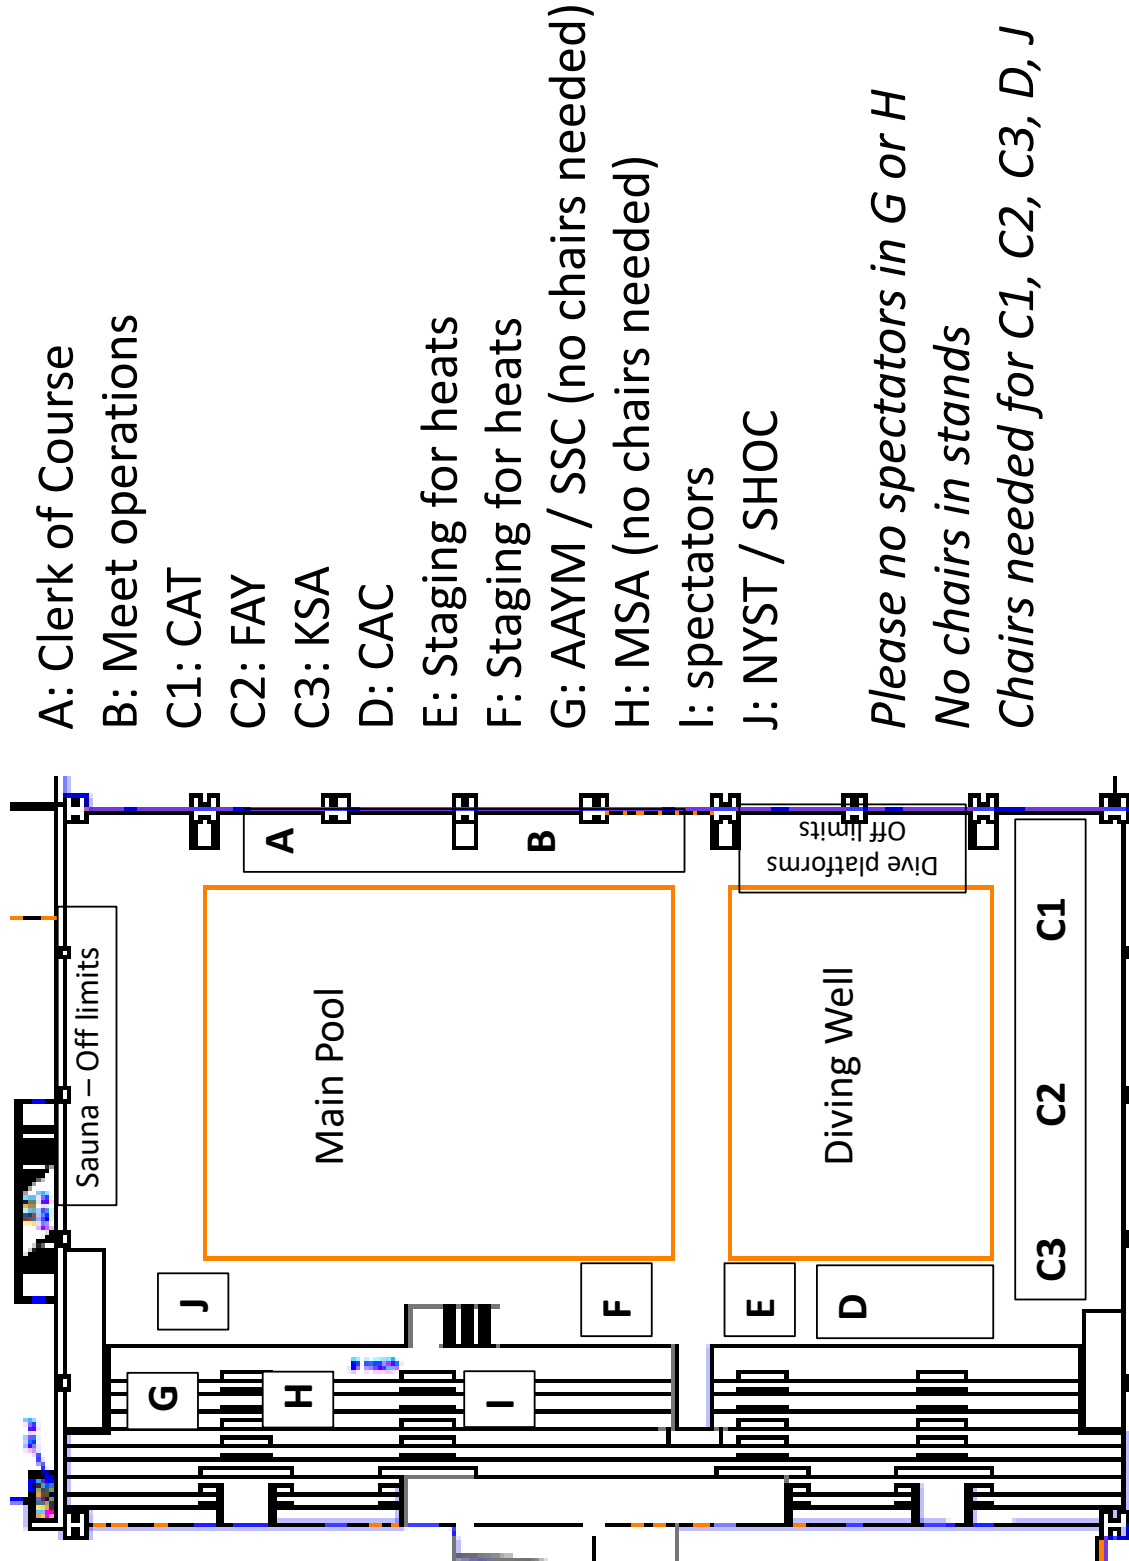 A: Clerk of Course
B: Meet operations
C1: CAT
C2: FAY
C3: KSA
D: CAC
E: Staging for heats
F: Staging for heats
G: AAYM / SSC (no chairs needed)
H: MSA (no chairs needed)
I: spectators
J: NYST / SHOC
Please no spectators in G or H
No chairs in stands
Chairs needed for C1, C2, C3, D, J
Sauna – Off limits
Main Pool
Diving Well
Dive platforms
Off limits
A
B
C1
C2
C3
D
E
F
G
H
I
J